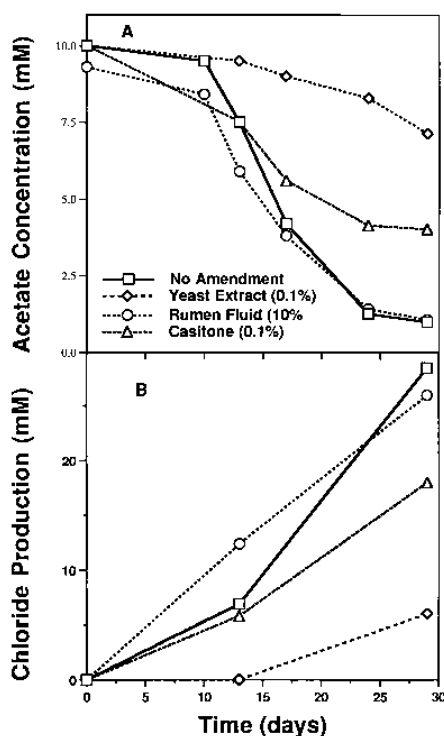 A
Acetate Concentration (mM)
10.0
7.5
5.0
2.5
0.0
No Amendment
Yeast Extract (0.1%)
Rumen Fluid (10%
Casitone (0.1%)
B
Chloride Production (mM)
20
10
0
0
5
10
15
20
25
30
Time (days)